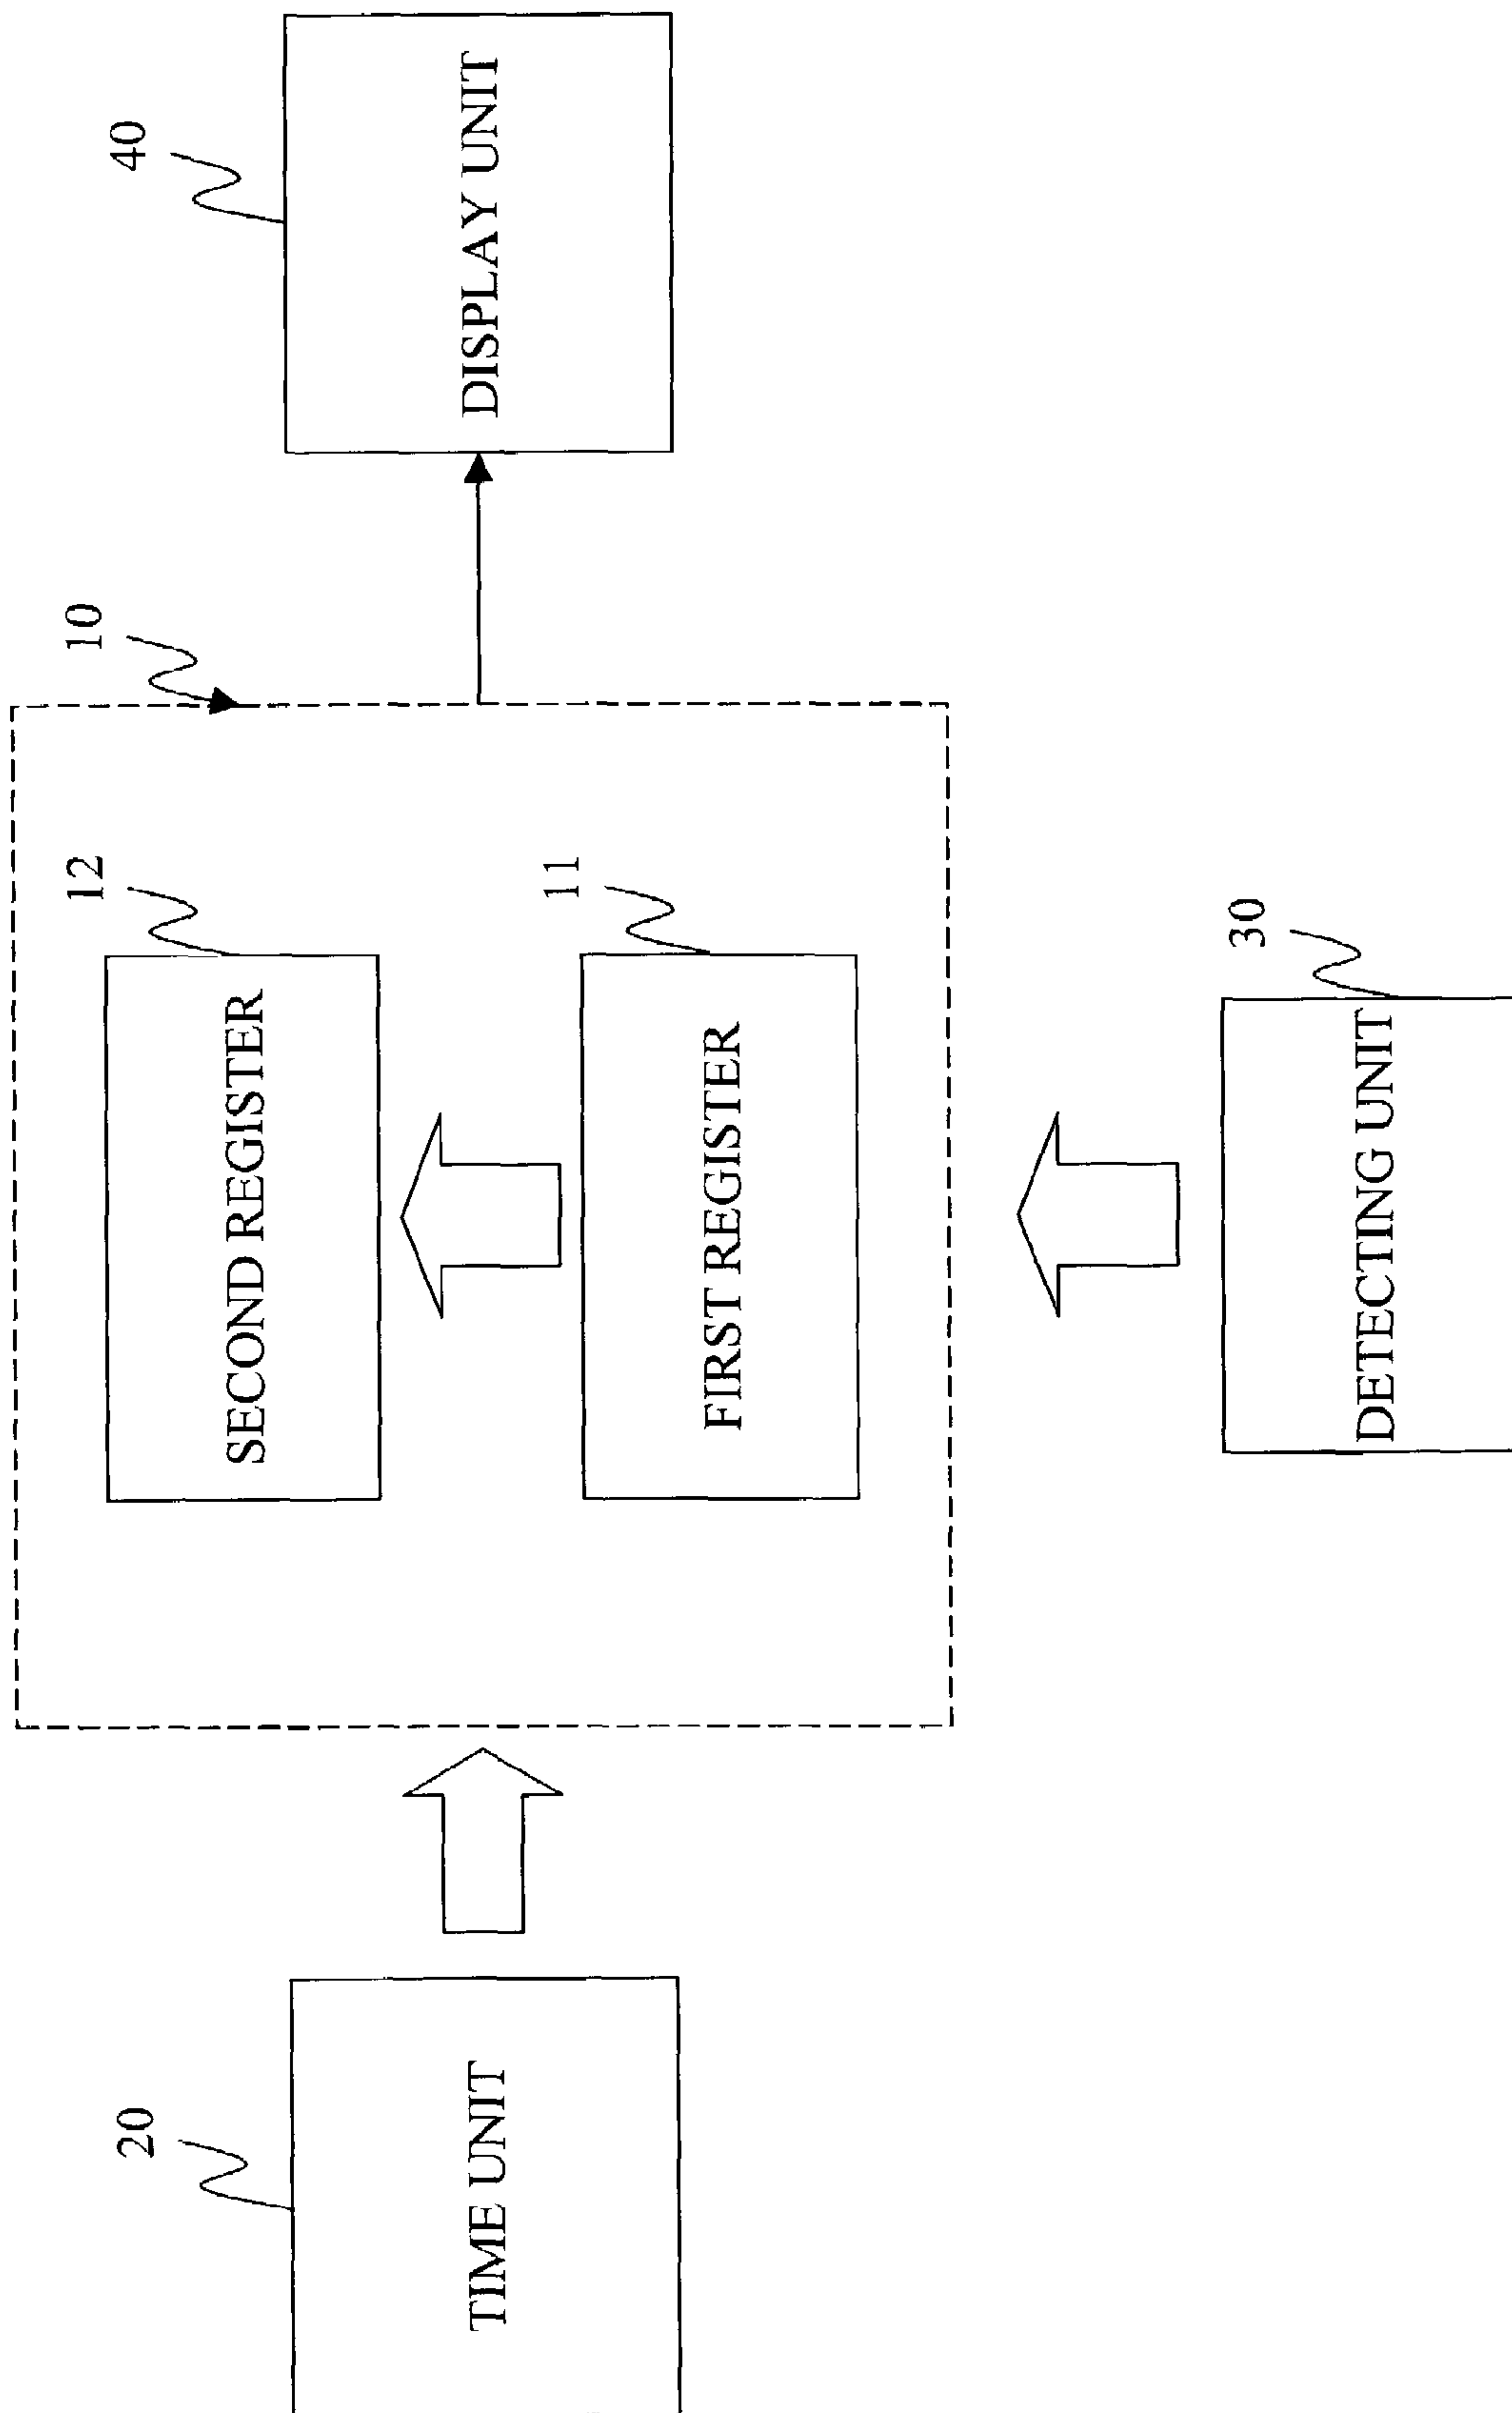 20
TIME UNIT
10
12
SECOND REGISTER
11
FIRST REGISTER
40
DISPLAY UNIT
30
DETECTING UNIT